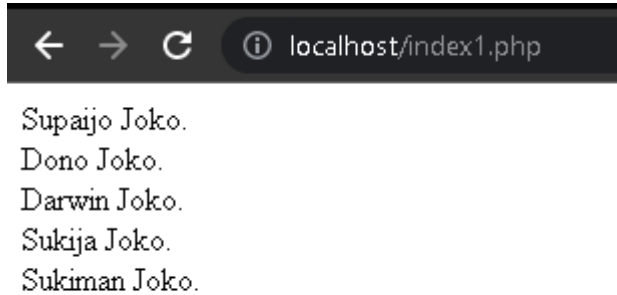 localhost/index1.php
Supaijo Joko.
Dono Joko.
Darwin Joko.
Sukija Joko.
Sukiman Joko.